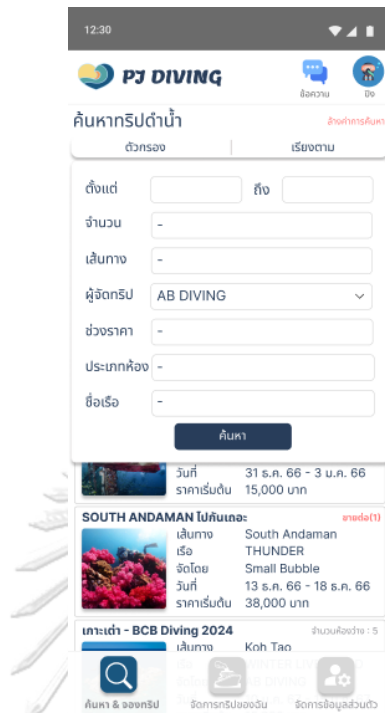 12:30
PJ DIVING
ข้อความ
ปิง
ค้นหาทริปดำน้ำ
ล้างค่าการค้นหา
ตัวกรอง
เรียงตาม
ตั้งแต่
ถึง
จำนวน -
เส้นทาง -
ผู้จัดทริป AB DIVING
ช่วงราคา -
ประเภทห้อง -
ชื่อเรือ -
ค้นหา
วันที่ 31 ธ.ค. 66 - 3 ม.ค. 66
ราคาเริ่มต้น 15,000 บาท
SOUTH ANDAMAN ไปกันเถอะ ขายต่อ(1)
เส้นทาง South Andaman
เรือ THUNDER
จัดโดย Small Bubble
วันที่ 13 ธ.ค. 66 - 18 ธ.ค. 66
ราคาเริ่มต้น 38,000 บาท
เกาะเต่า - BCB Diving 2024 จำนวนห้องว่าง : 5
เส้นทาง Koh Tao
ค้นหา & จองทริป
จัดการทริปของฉัน
จัดการข้อมูลส่วนตัว